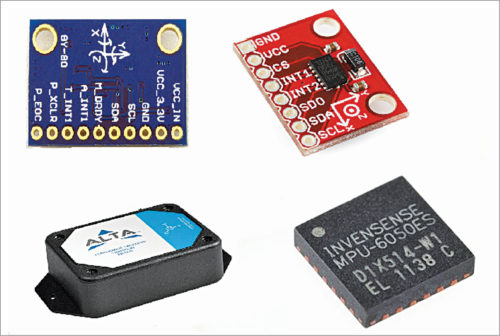 GY-80
X
Y
Z
P_EOC
P_XCLR
T_INT1
A_INT1
M_DRDY
SDA
SCL
GND
VCC_3.3V
VCC_IN
GND
VCC
CS
INT1
INT2
SDO
SDA
SCL
X
Y
Z
ALTA
INVENSENSE
MPU-6050ES
D1X514-W1
EL 1138 C